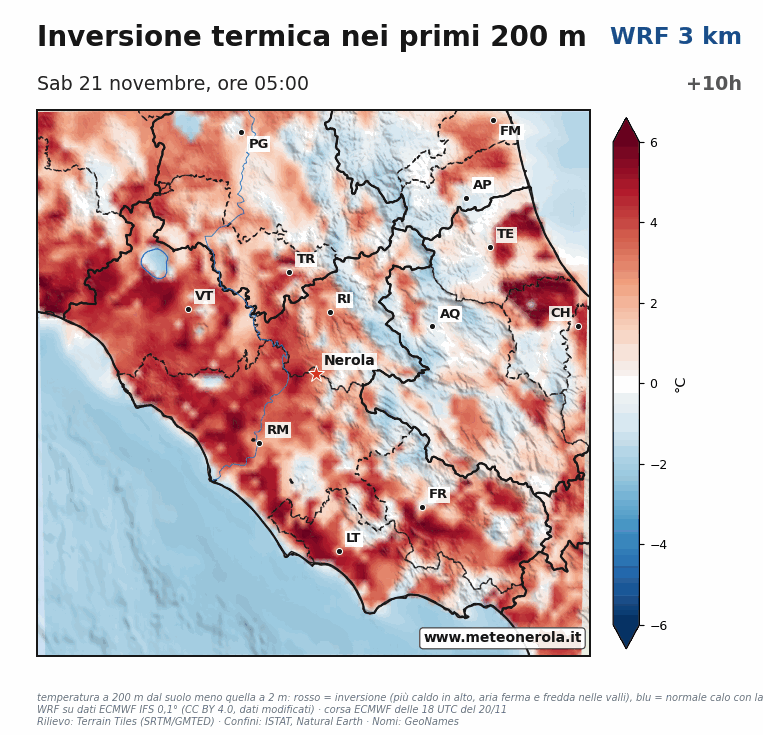 Inversione termica nei primi 200 m WRF 3 km
Sab 21 novembre, ore 05:00 +10h
FM
PG
AP
TE
TR
VT
RI
AQ
CH
Nerola
RM
FR
LT
6
4
2
0
−2
−4
−6
°C
www.meteonerola.it
temperatura a 200 m dal suolo meno quella a 2 m: rosso = inversione (più caldo in alto, aria ferma e fredda nelle valli), blu = normale calo con la
WRF su dati ECMWF IFS 0,1° (CC BY 4.0, dati modificati) · corsa ECMWF delle 18 UTC del 20/11
Rilievo: Terrain Tiles (SRTM/GMTED) · Confini: ISTAT, Natural Earth · Nomi: GeoNames